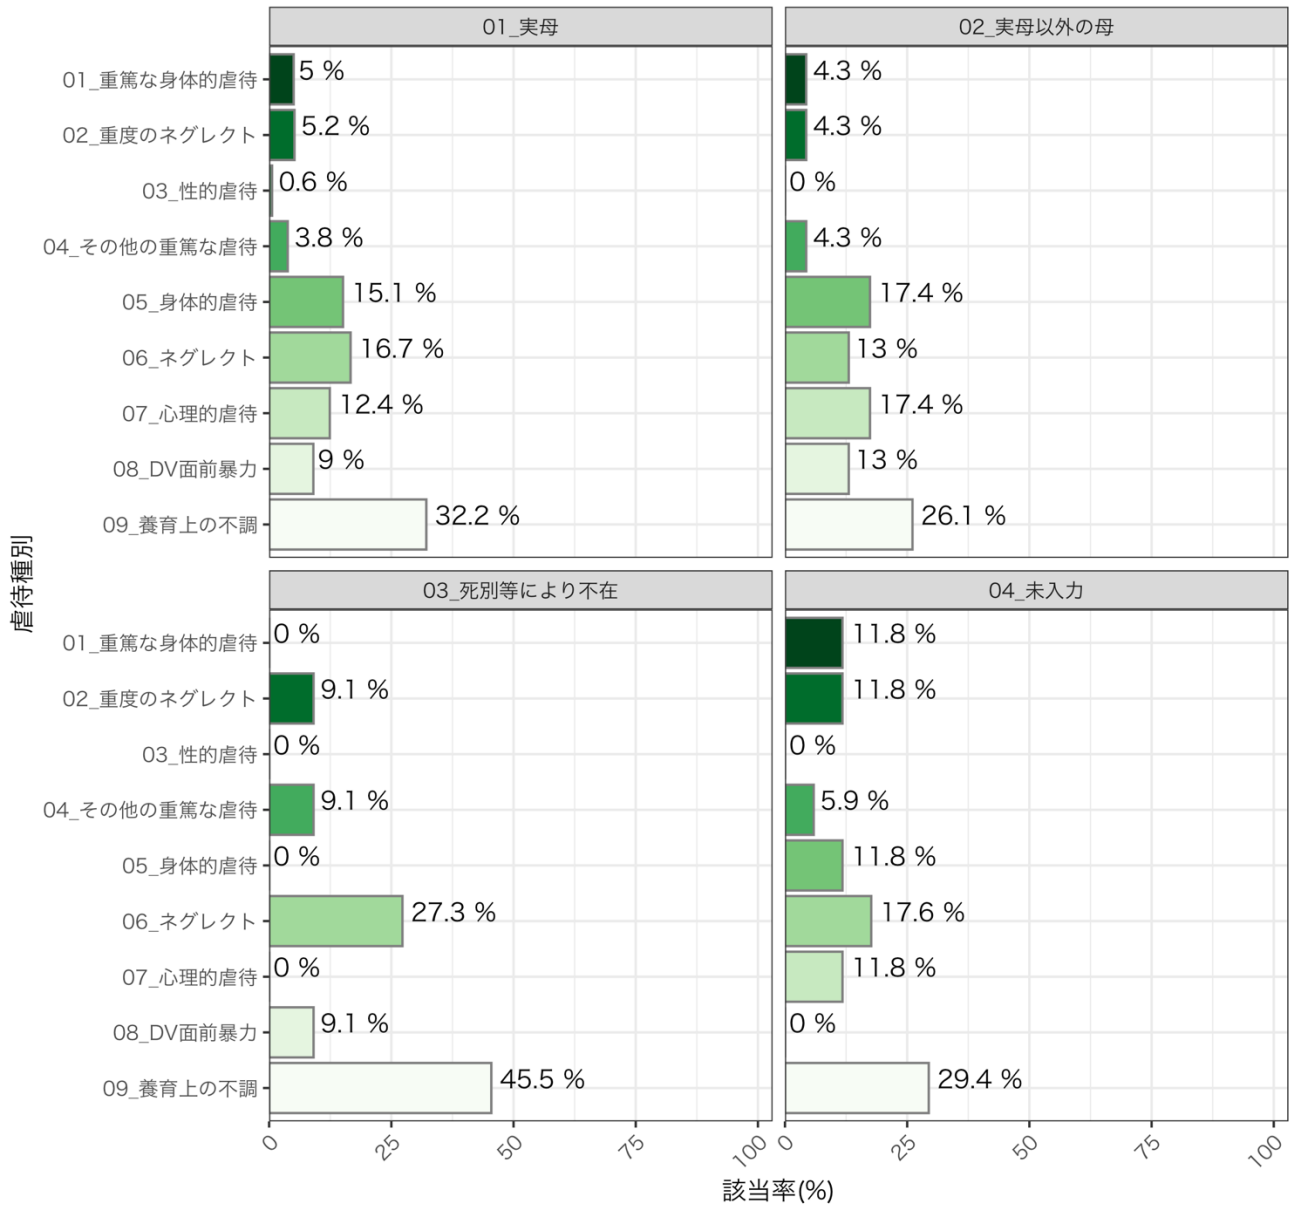 01_実母
02_実母以外の母
01_重篤な身体的虐待
5 %
4.3 %
02_重度のネグレクト
5.2 %
4.3 %
03_性的虐待
0.6 %
0 %
04_その他の重篤な虐待
3.8 %
4.3 %
05_身体的虐待
15.1 %
17.4 %
06_ネグレクト
16.7 %
13 %
07_心理的虐待
12.4 %
17.4 %
08_DV面前暴力
9 %
13 %
09_養育上の不調
32.2 %
26.1 %
虐待種別
03_死別等により不在
04_未入力
01_重篤な身体的虐待
0 %
11.8 %
02_重度のネグレクト
9.1 %
11.8 %
03_性的虐待
0 %
0 %
04_その他の重篤な虐待
9.1 %
5.9 %
05_身体的虐待
0 %
11.8 %
06_ネグレクト
27.3 %
17.6 %
07_心理的虐待
0 %
11.8 %
08_DV面前暴力
9.1 %
0 %
09_養育上の不調
45.5 %
29.4 %
0 25 50 75 100
0 25 50 75 100
該当率(%)